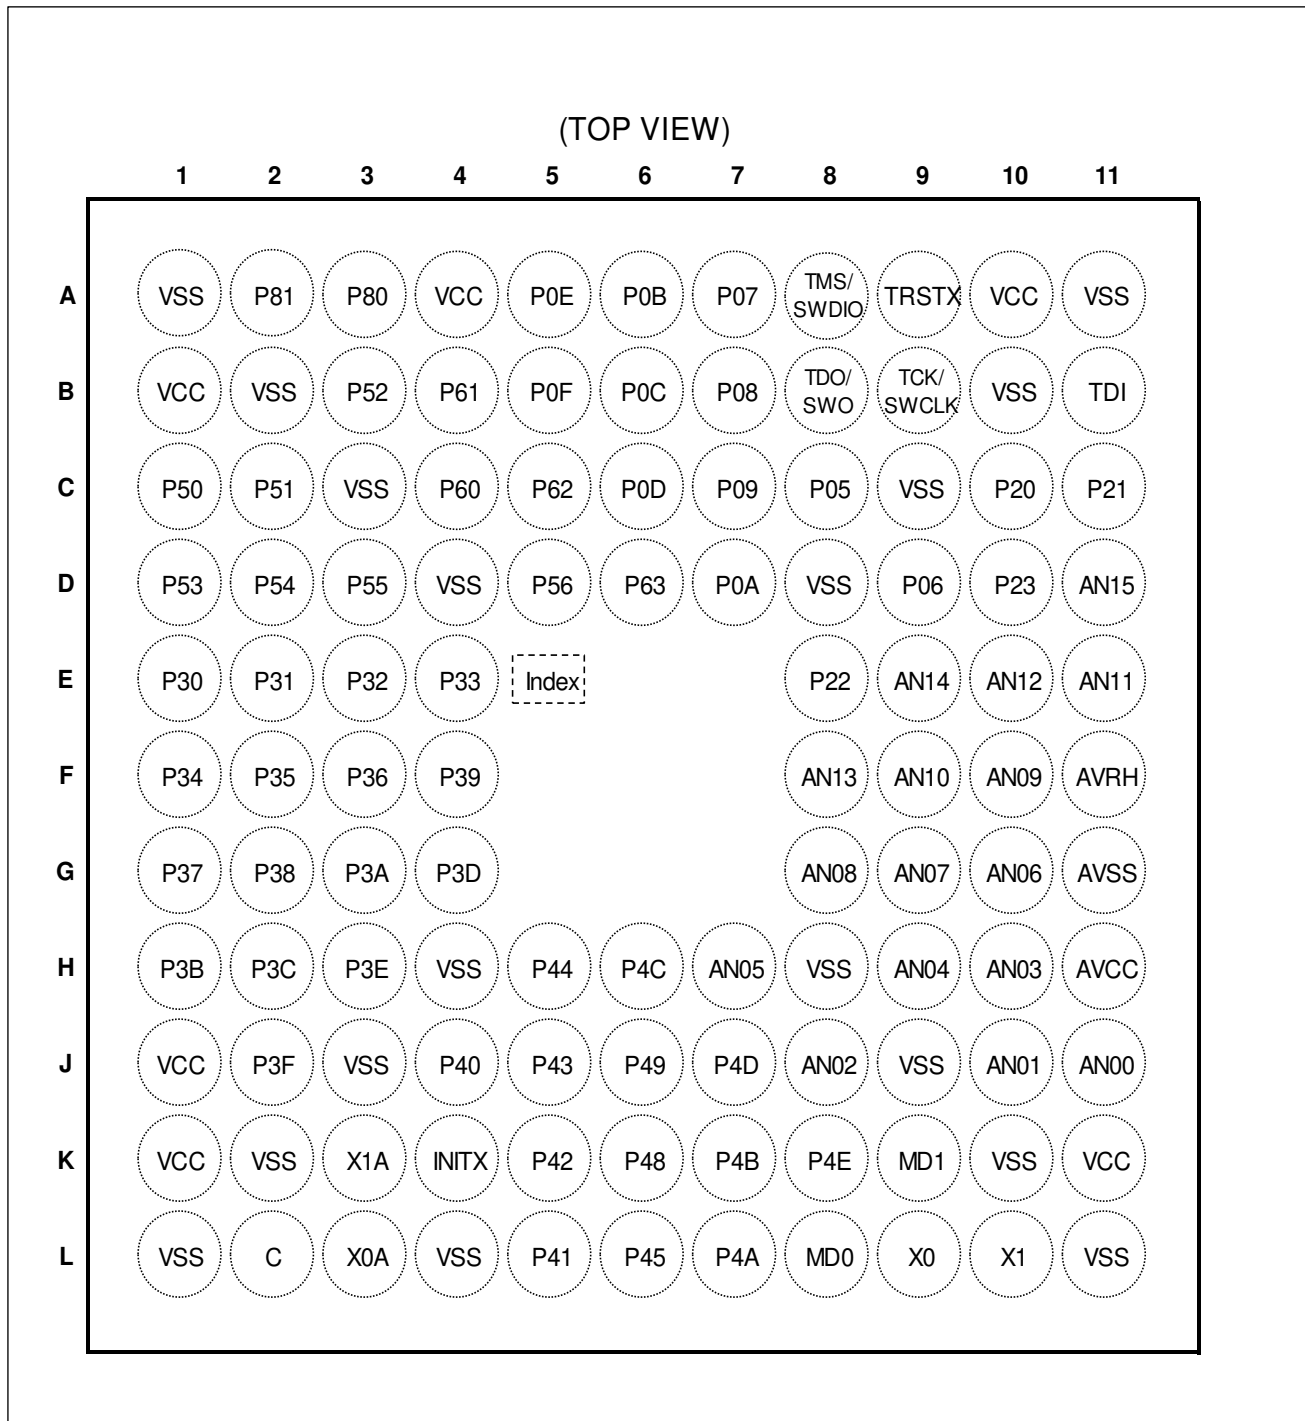 (TOP VIEW)
1 2 3 4 5 6 7 8 9 10 11
A VSS P81 P80 VCC P0E P0B P07 TMS/ SWDIO TRSTX VCC VSS
B VCC VSS P52 P61 P0F P0C P08 TDO/ SWO TCK/ SWCLK VSS TDI
C P50 P51 VSS P60 P62 P0D P09 P05 VSS P20 P21
D P53 P54 P55 VSS P56 P63 P0A VSS P06 P23 AN15
E P30 P31 P32 P33 Index P22 AN14 AN12 AN11
F P34 P35 P36 P39 AN13 AN10 AN09 AVRH
G P37 P38 P3A P3D AN08 AN07 AN06 AVSS
H P3B P3C P3E VSS P44 P4C AN05 VSS AN04 AN03 AVCC
J VCC P3F VSS P40 P43 P49 P4D AN02 VSS AN01 AN00
K VCC VSS X1A INITX P42 P48 P4B P4E MD1 VSS VCC
L VSS C X0A VSS P41 P45 P4A MD0 X0 X1 VSS